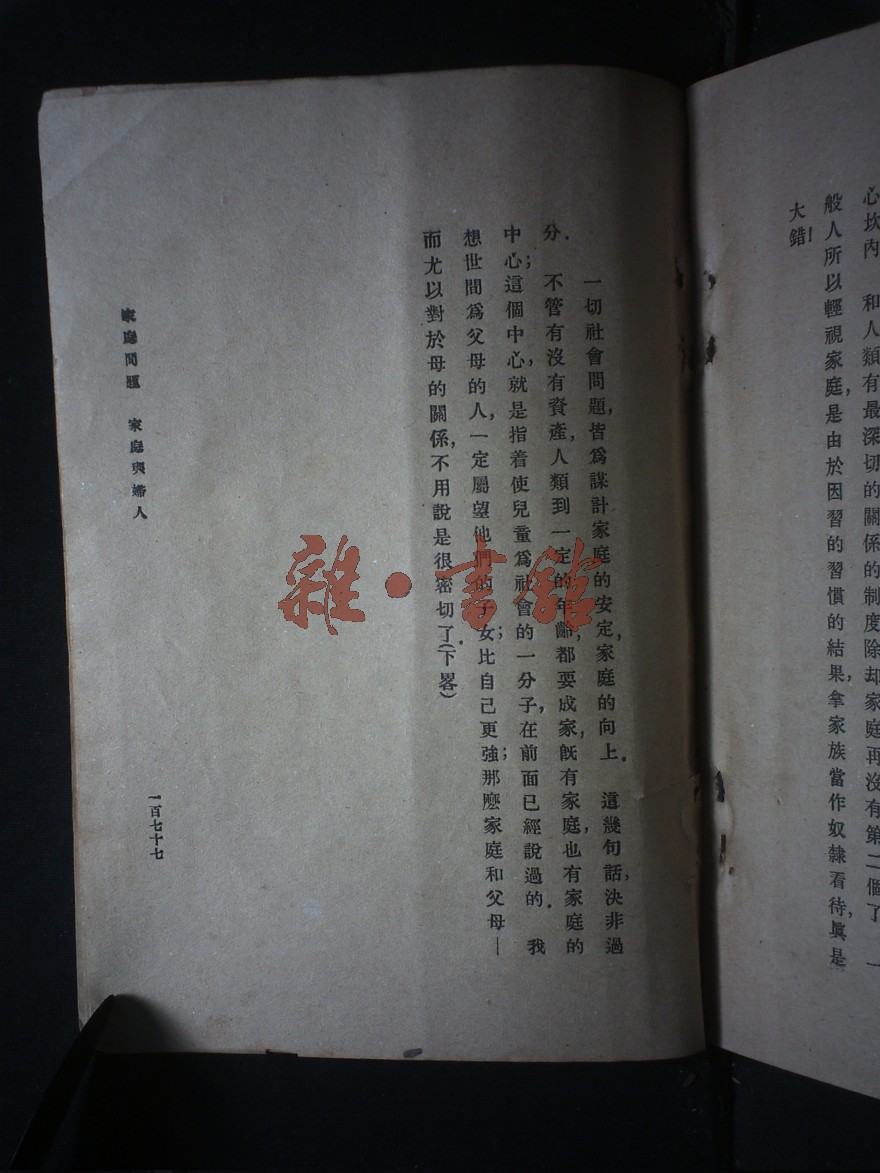 心坎內　和人類有最深切的關係的制度除却家庭再沒有第二個了　一
般人所以輕視家庭，是由於因習的習慣的結果，拿家族當作奴隸看待，眞是
大錯！
一切社會問題，皆爲謀計家庭的安定，家庭的向上．　這幾句話，決非過
分．　不管有沒有資產，人類到一定的年齡，都要成家，旣有家庭，也有家庭的
中心；這個中心，就是指着使兒童爲社會的一分子，在前面已經說過的．　我
想世間爲父母的人，一定屬望他們的子女；比自己更強；那麽家庭和父母—
而尤以對於母的關係，不用說是很密切了．（下畧）
家庭問題　家庭與婦人
一百七十七
雜·書館